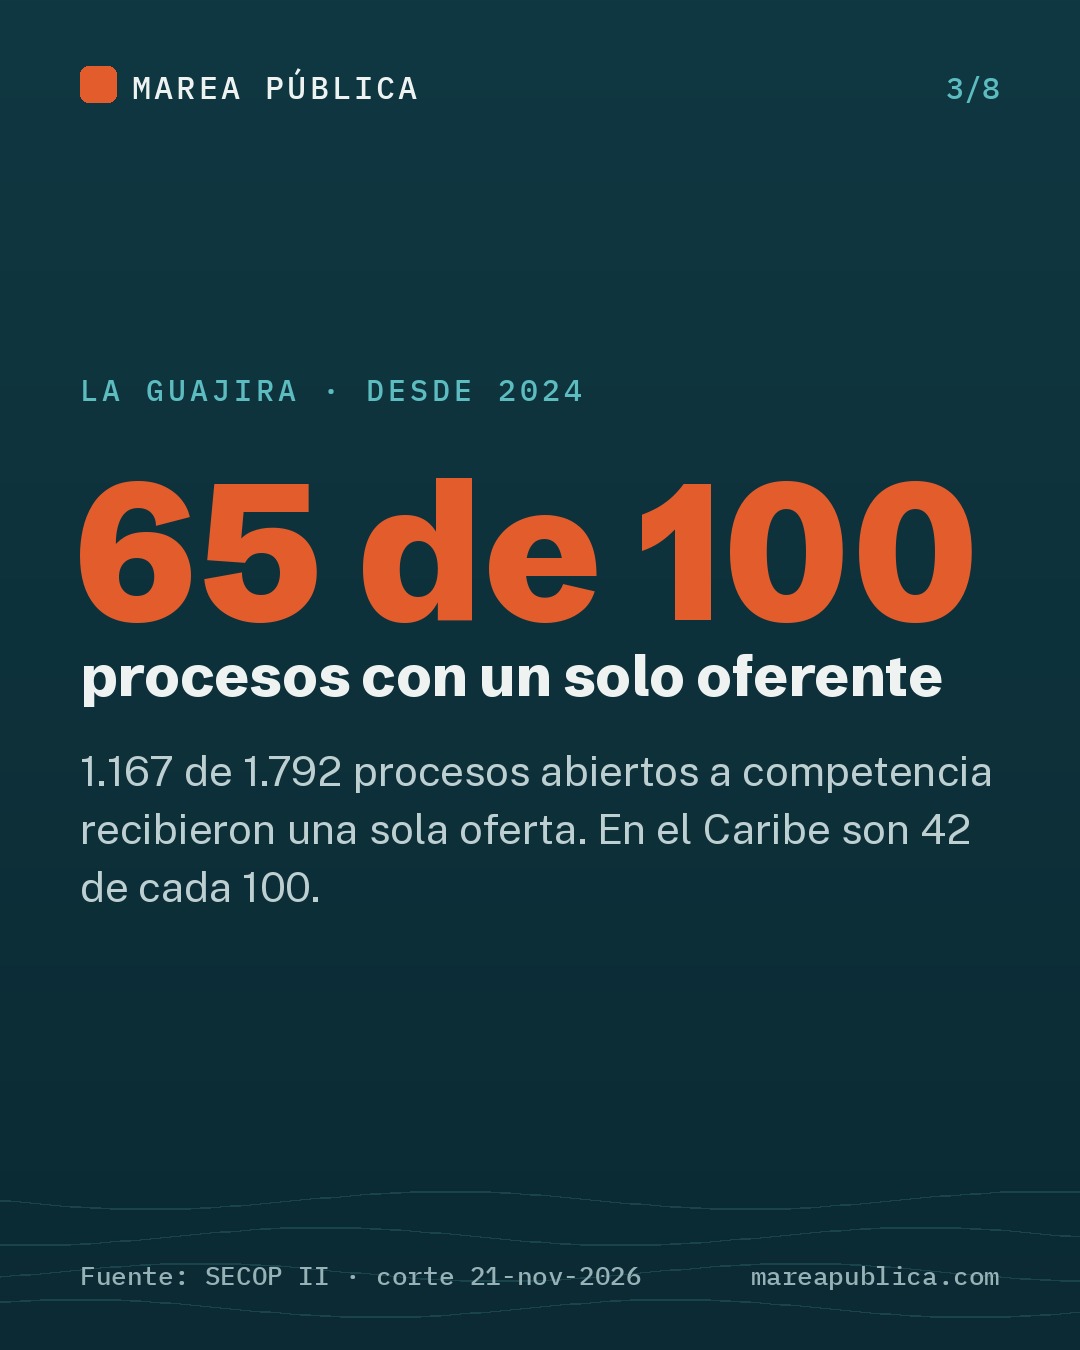 MAREA PÚBLICA
3/8
LA GUAJIRA · DESDE 2024
65 de 100
procesos con un solo oferente
1.167 de 1.792 procesos abiertos a competencia
recibieron una sola oferta. En el Caribe son 42
de cada 100.
Fuente: SECOP II · corte 21-nov-2026
mareapublica.com